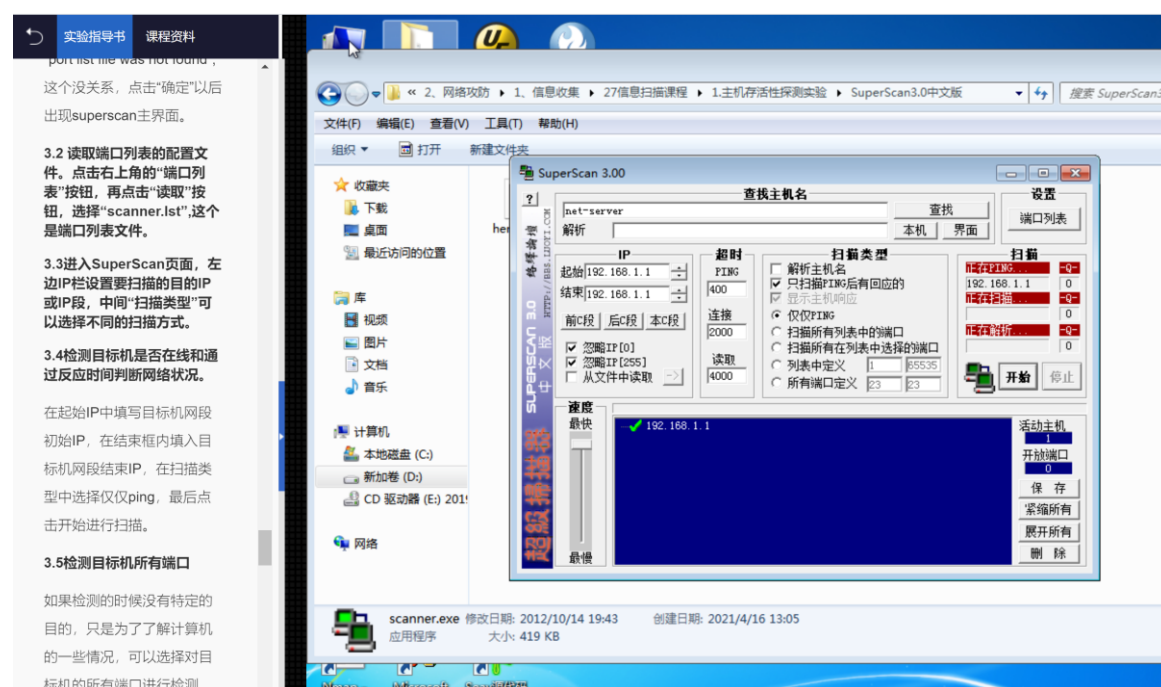 实验指导书 课程资料
port list file was not found”,
这个没关系，点击“确定”以后
出现superscan主界面。
3.2 读取端口列表的配置文
件。点击右上角的“端口列
表”按钮，再点击“读取”按
钮，选择“scanner.lst”,这个
是端口列表文件。
3.3进入SuperScan页面，左
边IP栏设置要扫描的目的IP
或IP段，中间“扫描类型”可
以选择不同的扫描方式。
3.4检测目标机是否在线和通
过反应时间判断网络状况。
在起始IP中填写目标机网段
初始IP，在结束框内填入目
标机网段结束IP，在扫描类
型中选择仅仅ping，最后点
击开始进行扫描。
3.5检测目标机所有端口
如果检测的时候没有特定的
目的，只是为了了解计算机
的一些情况，可以选择对目
标机的所有端口进行检测
« 2、网络攻防 1、信息收集 27信息扫描课程 1.主机存活性探测实验 SuperScan3.0中文版
搜索 SuperScan3
文件(F) 编辑(E) 查看(V) 工具(T) 帮助(H)
组织 打开 新建文件夹
收藏夹
下载
桌面
最近访问的位置
库
视频
图片
文档
音乐
计算机
本地磁盘 (C:)
新加卷 (D:)
CD 驱动器 (E:) 201
网络
her
SuperScan 3.00
?
SUPERSCAN 3.0
中文版
超级扫描器
HTTP://BBS.
查找主机名
net-server
查找
解析
本机 界面
设置
端口列表
IP
起始 192.168.1.1
结束 192.168.1.1
前C段 后C段 本C段
忽略IP[0]
忽略IP[255]
从文件中读取 ->
超时
PING
400
连接
2000
读取
4000
扫描类型
解析主机名
只扫描PING后有回应的
显示主机响应
仅仅PING
扫描所有列表中的端口
扫描所有在列表中选择的端口
列表中定义 1 65535
所有端口定义 23 23
扫描
正在PING... -Q-
192.168.1.1 0
正在扫描... -Q-
0
正在解析... -Q-
0
开始 停止
速度
最快
最慢
192.168.1.1
活动主机
1
开放端口
0
保 存
紧缩所有
展开所有
删 除
scanner.exe 修改日期: 2012/10/14 19:43 创建日期: 2021/4/16 13:05
应用程序 大小: 419 KB